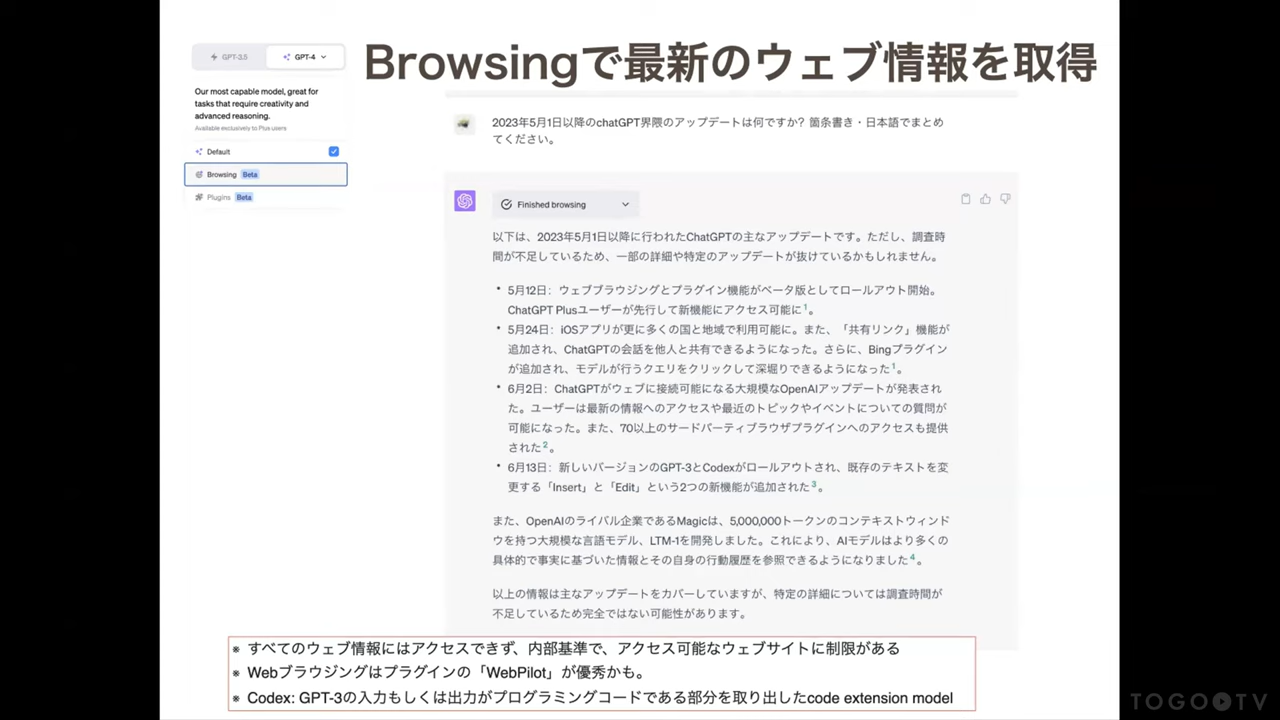 Browsingで最新のウェブ情報を取得
GPT-3.5
GPT-4
Our most capable model, great for
tasks that require creativity and
advanced reasoning.
Available exclusively to Plus users
Default
Browsing Beta
Plugins Beta
2023年5月1日以降のchatGPT界隈のアップデートは何ですか？箇条書き・日本語でまとめ
てください。
Finished browsing
以下は、2023年5月1日以降に行われたChatGPTの主なアップデートです。ただし、調査時
間が不足しているため、一部の詳細や特定のアップデートが抜けているかもしれません。
• 5月12日：ウェブブラウジングとプラグイン機能がベータ版としてロールアウト開始。
ChatGPT Plusユーザーが先行して新機能にアクセス可能に1。
• 5月24日：iOSアプリが更に多くの国と地域で利用可能に。また、「共有リンク」機能が
追加され、ChatGPTの会話を他人と共有できるようになった。さらに、Bingプラグイン
が追加され、モデルが行うクエリをクリックして深堀りできるようになった1。
• 6月2日：ChatGPTがウェブに接続可能になる大規模なOpenAIアップデートが発表され
た。ユーザーは最新の情報へのアクセスや最近のトピックやイベントについての質問が
可能になった。また、70以上のサードパーティブラウザプラグインへのアクセスも提供
された2。
• 6月13日：新しいバージョンのGPT-3とCodexがロールアウトされ、既存のテキストを変
更する「Insert」と「Edit」という2つの新機能が追加された3。
また、OpenAIのライバル企業であるMagicは、5,000,000トークンのコンテキストウィンド
ウを持つ大規模な言語モデル、LTM-1を開発しました。これにより、AIモデルはより多くの
具体的で事実に基づいた情報とその自身の行動履歴を参照できるようになりました4。
以上の情報は主なアップデートをカバーしていますが、特定の詳細については調査時間が
不足しているため完全ではない可能性があります。
※ すべてのウェブ情報にはアクセスできず、内部基準で、アクセス可能なウェブサイトに制限がある
※ Webブラウジングはプラグインの「WebPilot」が優秀かも。
※ Codex: GPT-3の入力もしくは出力がプログラミングコードである部分を取り出したcode extension model
TOGO TV